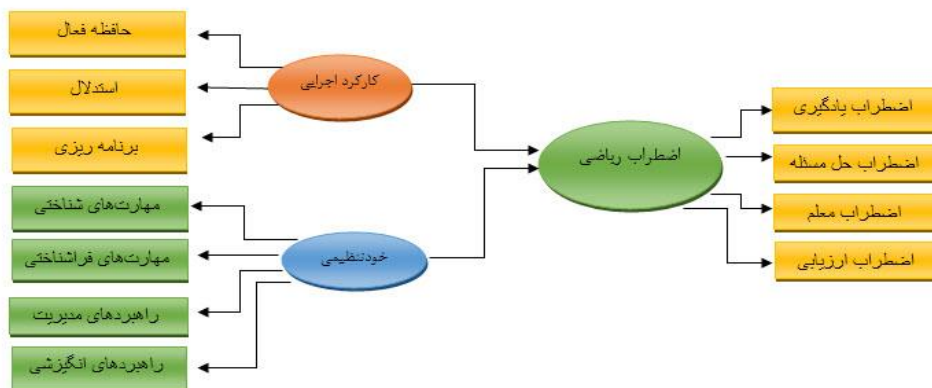 حافظه فعال
استدلال
برنامه ریزی
مهارت‌های شناختی
مهارت‌های فراشناختی
راهبردهای مدیریت
راهبردهای انگیزشی
کارکرد اجرایی
خودتنظیمی
اضطراب ریاضی
اضطراب یادگیری
اضطراب حل مسئله
اضطراب معلم
اضطراب ارزیابی